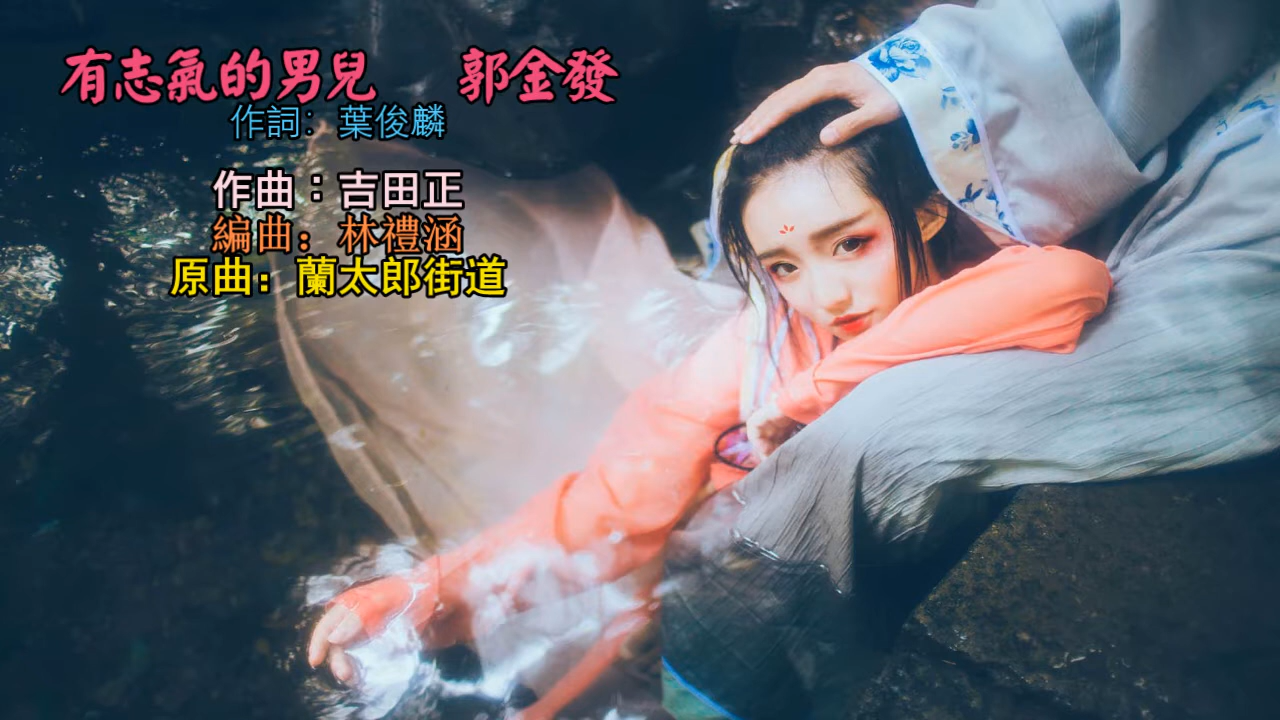 有志氣的男兒 郭金發
作詞：葉俊麟
作曲：吉田正
編曲：林禮涵
原曲：蘭太郎街道